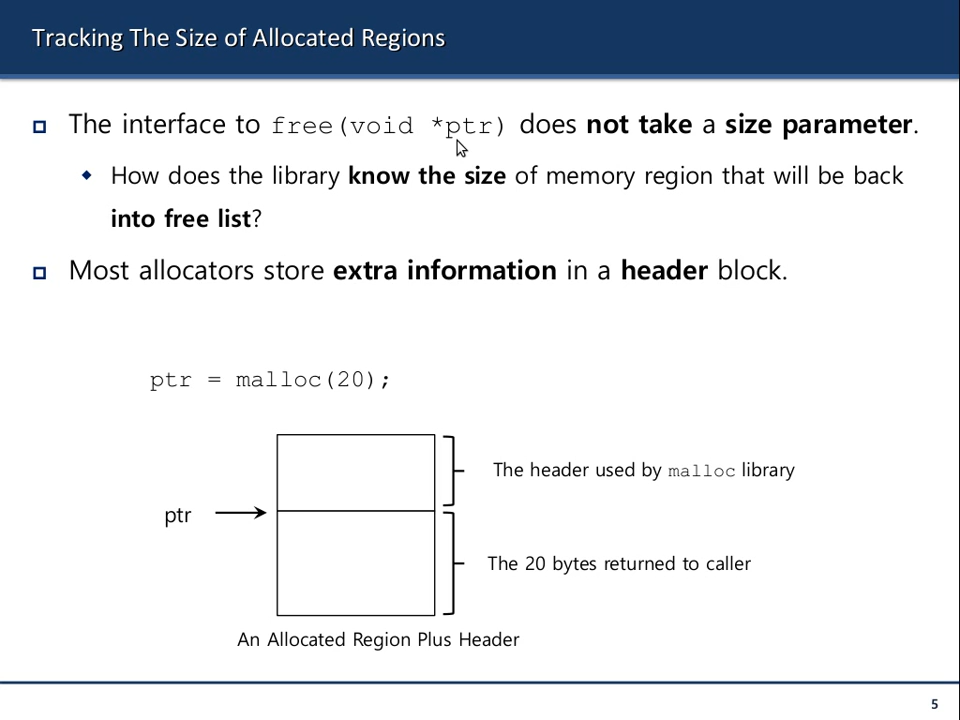 Tracking The Size of Allocated Regions
The interface to free(void *ptr) does not take a size parameter.
How does the library know the size of memory region that will be back
into free list?
Most allocators store extra information in a header block.
ptr = malloc(20);
The header used by malloc library
ptr
The 20 bytes returned to caller
An Allocated Region Plus Header
5